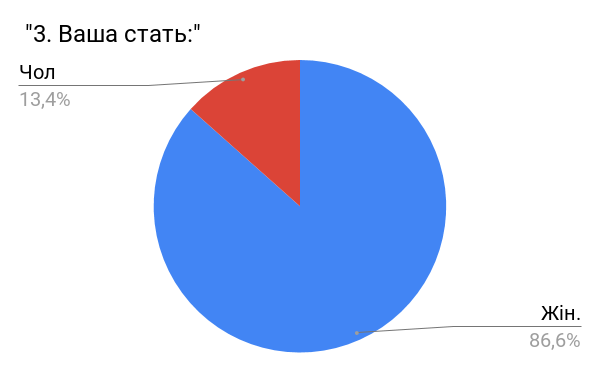 "3. Ваша стать:"
Чол
13,4%
Жін.
86,6%